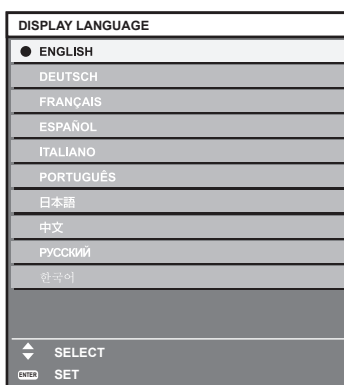 DISPLAY LANGUAGE
ENGLISH
DEUTSCH
FRANÇAIS
ESPAÑOL
ITALIANO
PORTUGUÊS
日本語
中文
РУССКИЙ
한국어
SELECT
ENTER SET